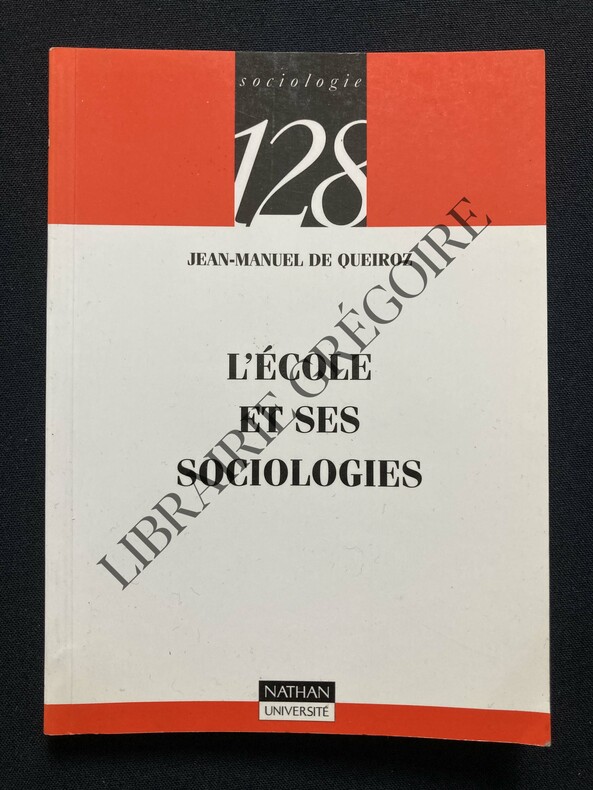 sociologie
128
JEAN-MANUEL DE QUEIROZ
L'ÉCOLE
ET SES
SOCIOLOGIES
LIBRAIRIE GRÉGOIRE
NATHAN
UNIVERSITÉ